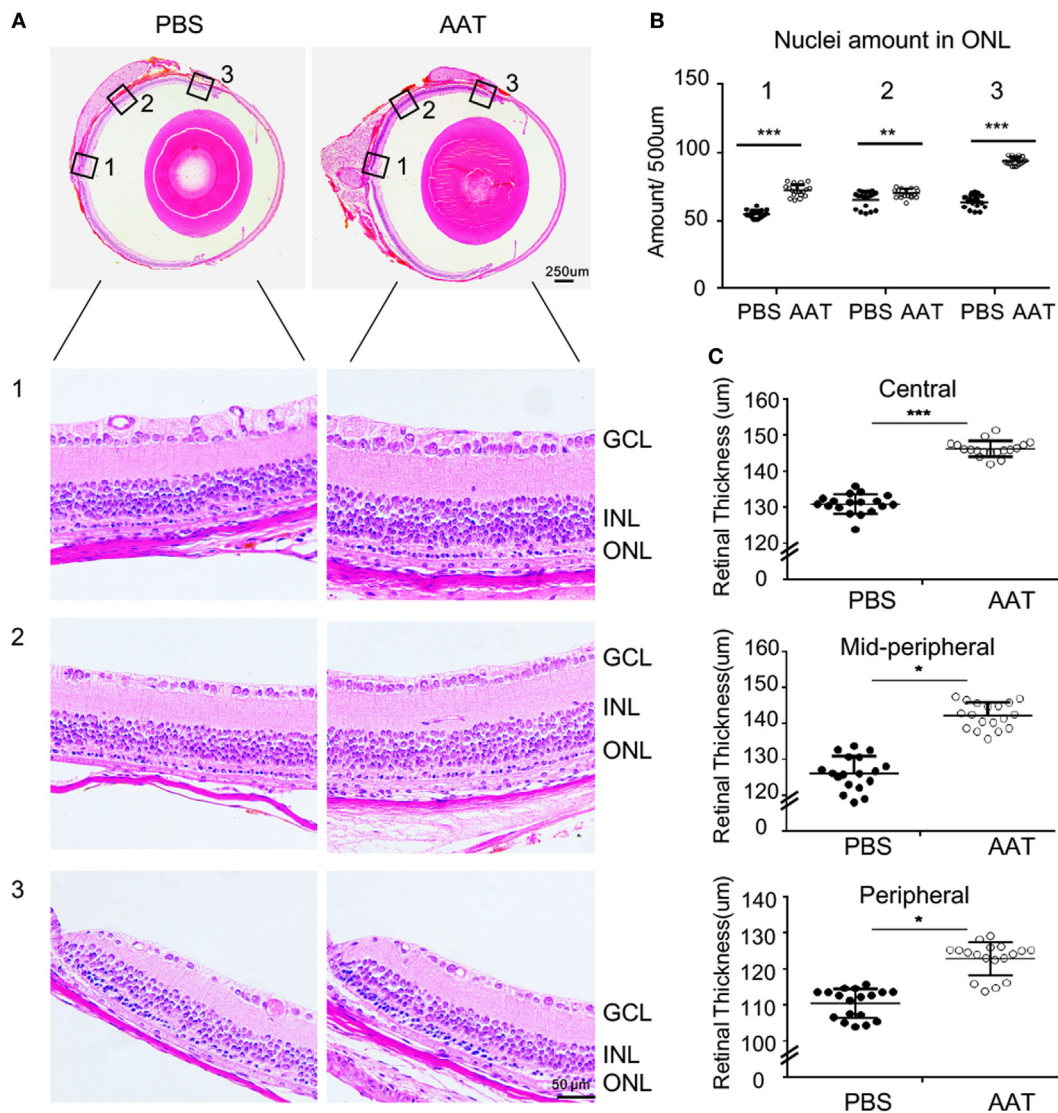 A
PBS
AAT
1
2
3
1
2
3
250um
1
GCL
INL
ONL
2
GCL
INL
ONL
3
GCL
INL
ONL
50 µm
B
Nuclei amount in ONL
Amount/ 500um
150
100
50
0
1
2
3
***
**
***
PBS AAT
PBS AAT
PBS AAT
C
Central
***
Retinal Thickness (um)
160
150
140
130
120
0
PBS
AAT
Mid-peripheral
*
Retinal Thickness(um)
160
150
140
130
120
0
PBS
AAT
Peripheral
*
Retinal Thickness(um)
140
130
120
110
100
0
PBS
AAT